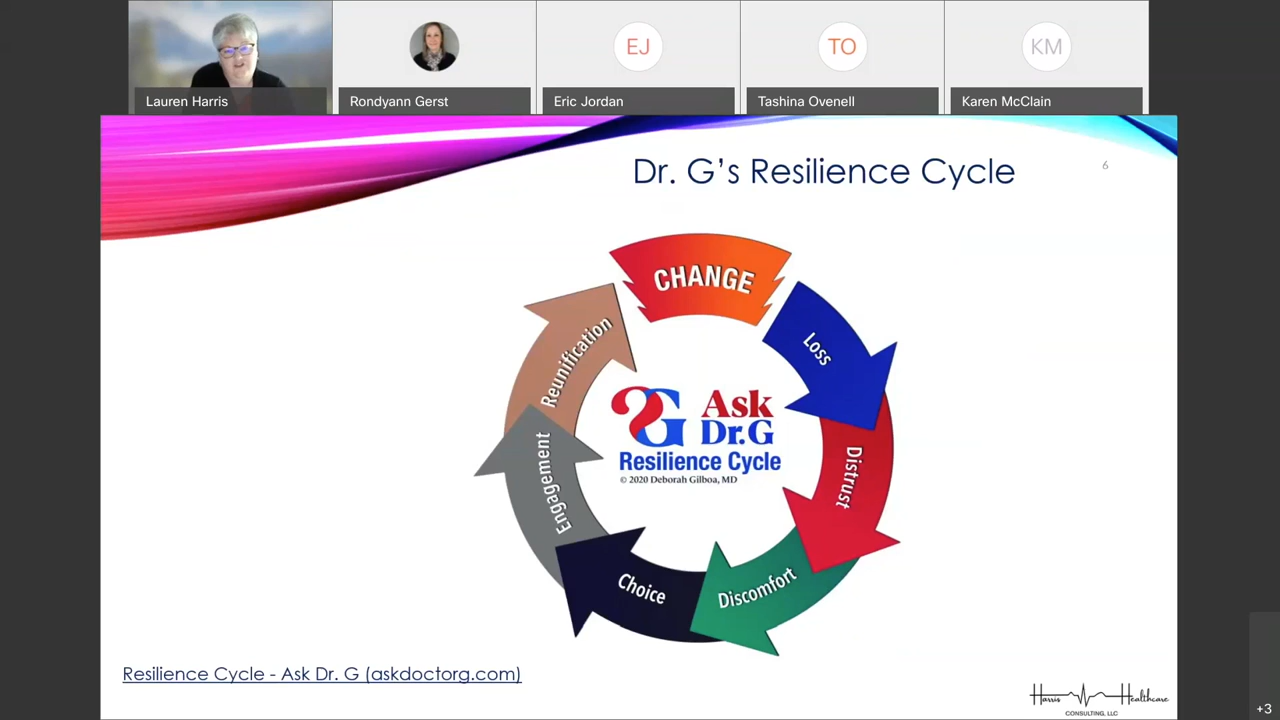 EJ
TO
KM
Lauren Harris
Rondyann Gerst
Eric Jordan
Tashina Ovenell
Karen McClain
Dr. G’s Resilience Cycle
6
CHANGE
Loss
Distrust
Discomfort
Choice
Engagement
Reunification
G
Ask
Dr.G
Resilience Cycle
© 2020 Deborah Gilboa, MD
Resilience Cycle - Ask Dr. G (askdoctorg.com)
Harris Healthcare
CONSULTING, LLC
+3